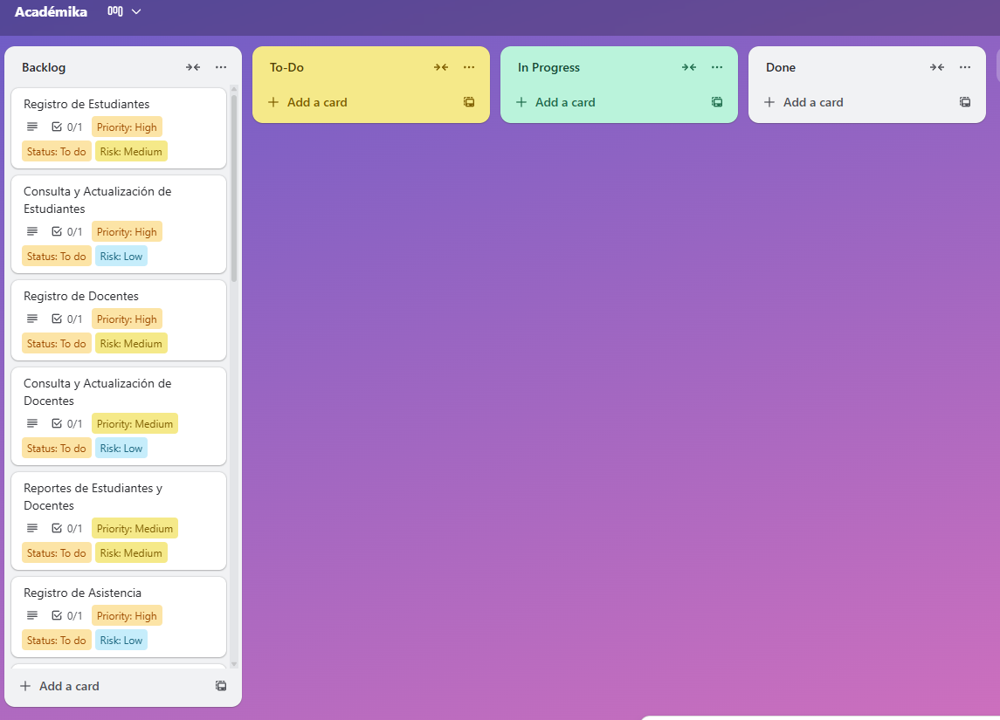 Académika
Backlog
Registro de Estudiantes
0/1 Priority: High
Status: To do Risk: Medium
Consulta y Actualización de
Estudiantes
0/1 Priority: High
Status: To do Risk: Low
Registro de Docentes
0/1 Priority: High
Status: To do Risk: Medium
Consulta y Actualización de
Docentes
0/1 Priority: Medium
Status: To do Risk: Low
Reportes de Estudiantes y
Docentes
0/1 Priority: Medium
Status: To do Risk: Medium
Registro de Asistencia
0/1 Priority: High
Status: To do Risk: Low
+ Add a card
To-Do
+ Add a card
In Progress
+ Add a card
Done
+ Add a card